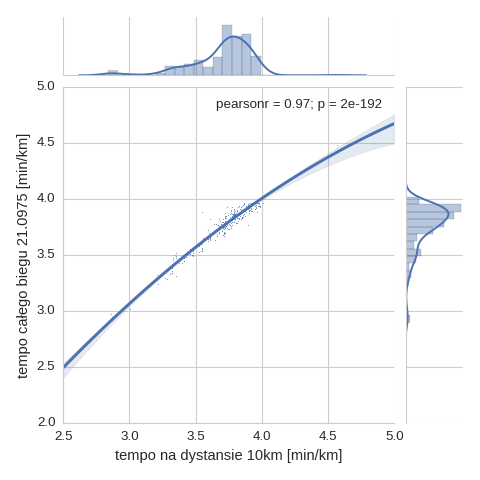 pearsonr = 0.97; p = 2e-192
5.0
4.5
4.0
3.5
3.0
2.5
2.0
tempo całego biegu 21.0975 [min/km]
2.5 3.0 3.5 4.0 4.5 5.0
tempo na dystansie 10km [min/km]